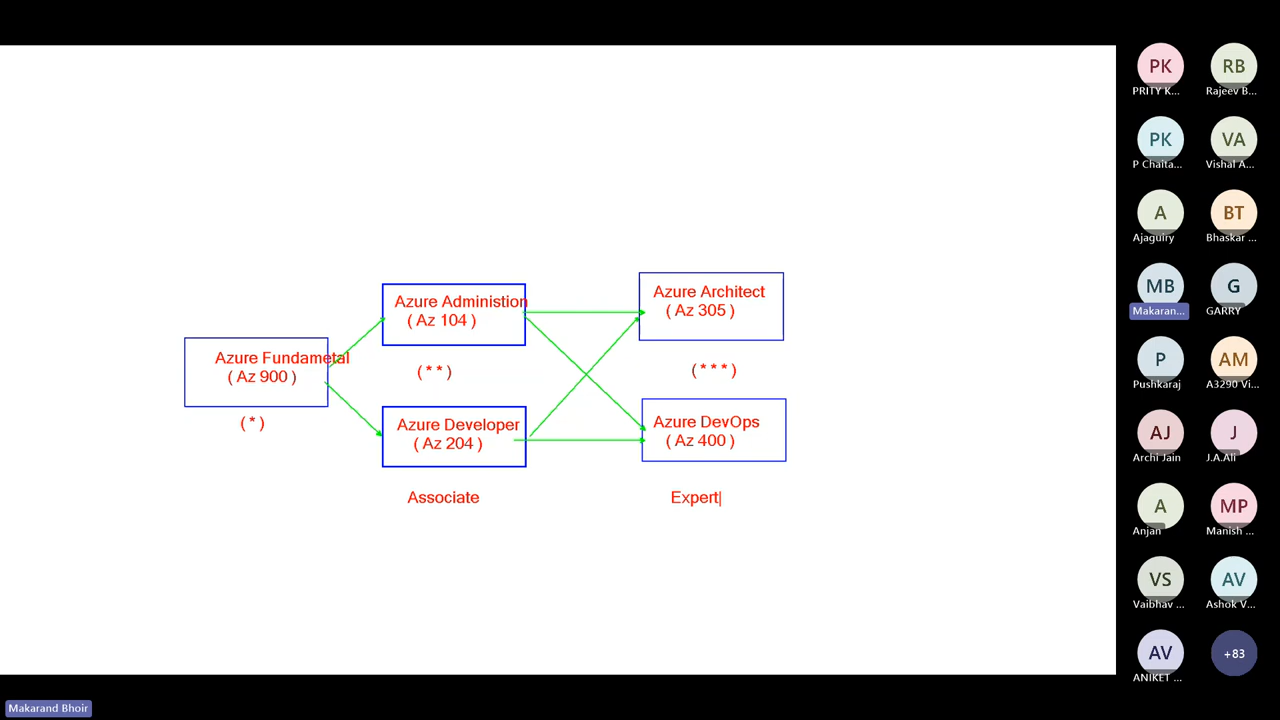 Azure Administion
( Az 104 )
Azure Architect
( Az 305 )
Azure Fundametal
( Az 900 )
( * )
( * * )
( * * * )
Azure Developer
( Az 204 )
Azure DevOps
( Az 400 )
Associate
Expert
PK
PRITY K...
RB
Rajeev B...
PK
P Chaita...
VA
Vishal A...
A
Ajaguiry
BT
Bhaskar ...
MB
Makaran...
G
GARRY
P
Pushkaraj
AM
A3290 Vi...
AJ
Archi Jain
J
J.A.Ali
A
Anjan
MP
Manish ...
VS
Vaibhav ...
AV
Ashok V...
AV
ANIKET ...
+83
Makarand Bhoir